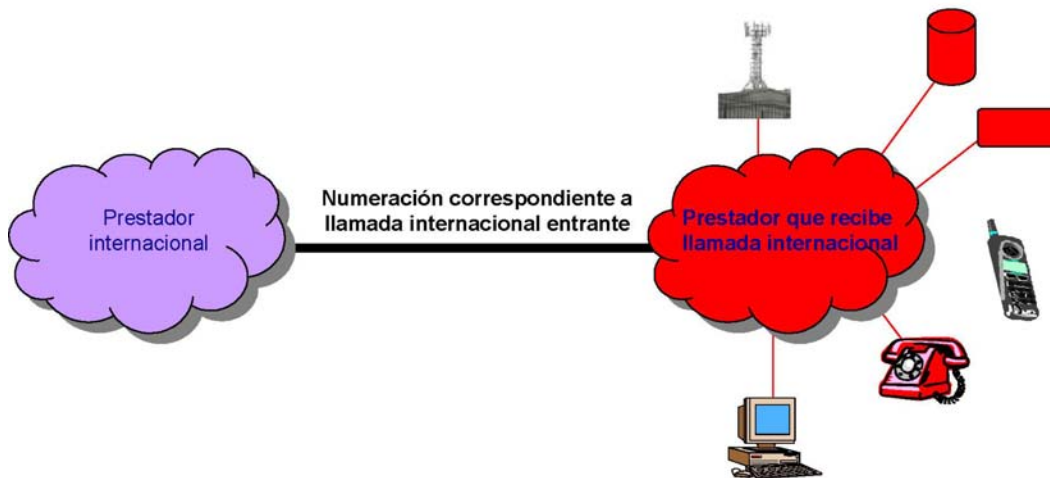 Prestador
internacional
Numeración correspondiente a
llamada internacional entrante
Prestador que recibe
llamada internacional